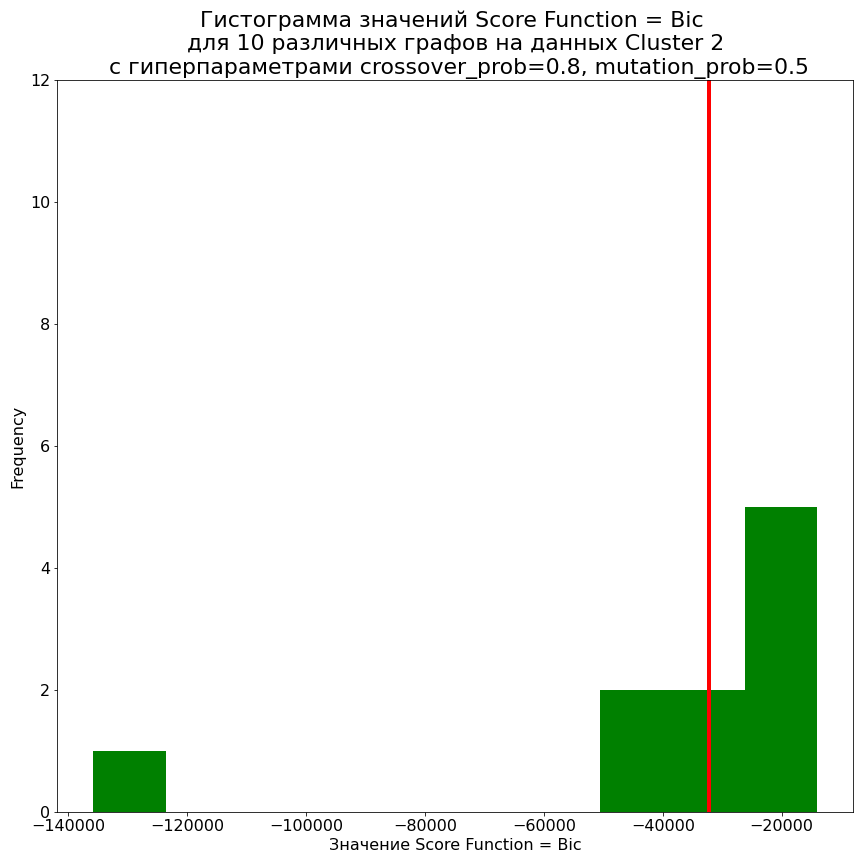 Гистограмма значений Score Function = Bic
для 10 различных графов на данных Cluster 2
с гиперпараметрами crossover_prob=0.8, mutation_prob=0.5
12
10
8
6
4
2
0
Frequency
−140000 −120000 −100000 −80000 −60000 −40000 −20000
Значение Score Function = Bic